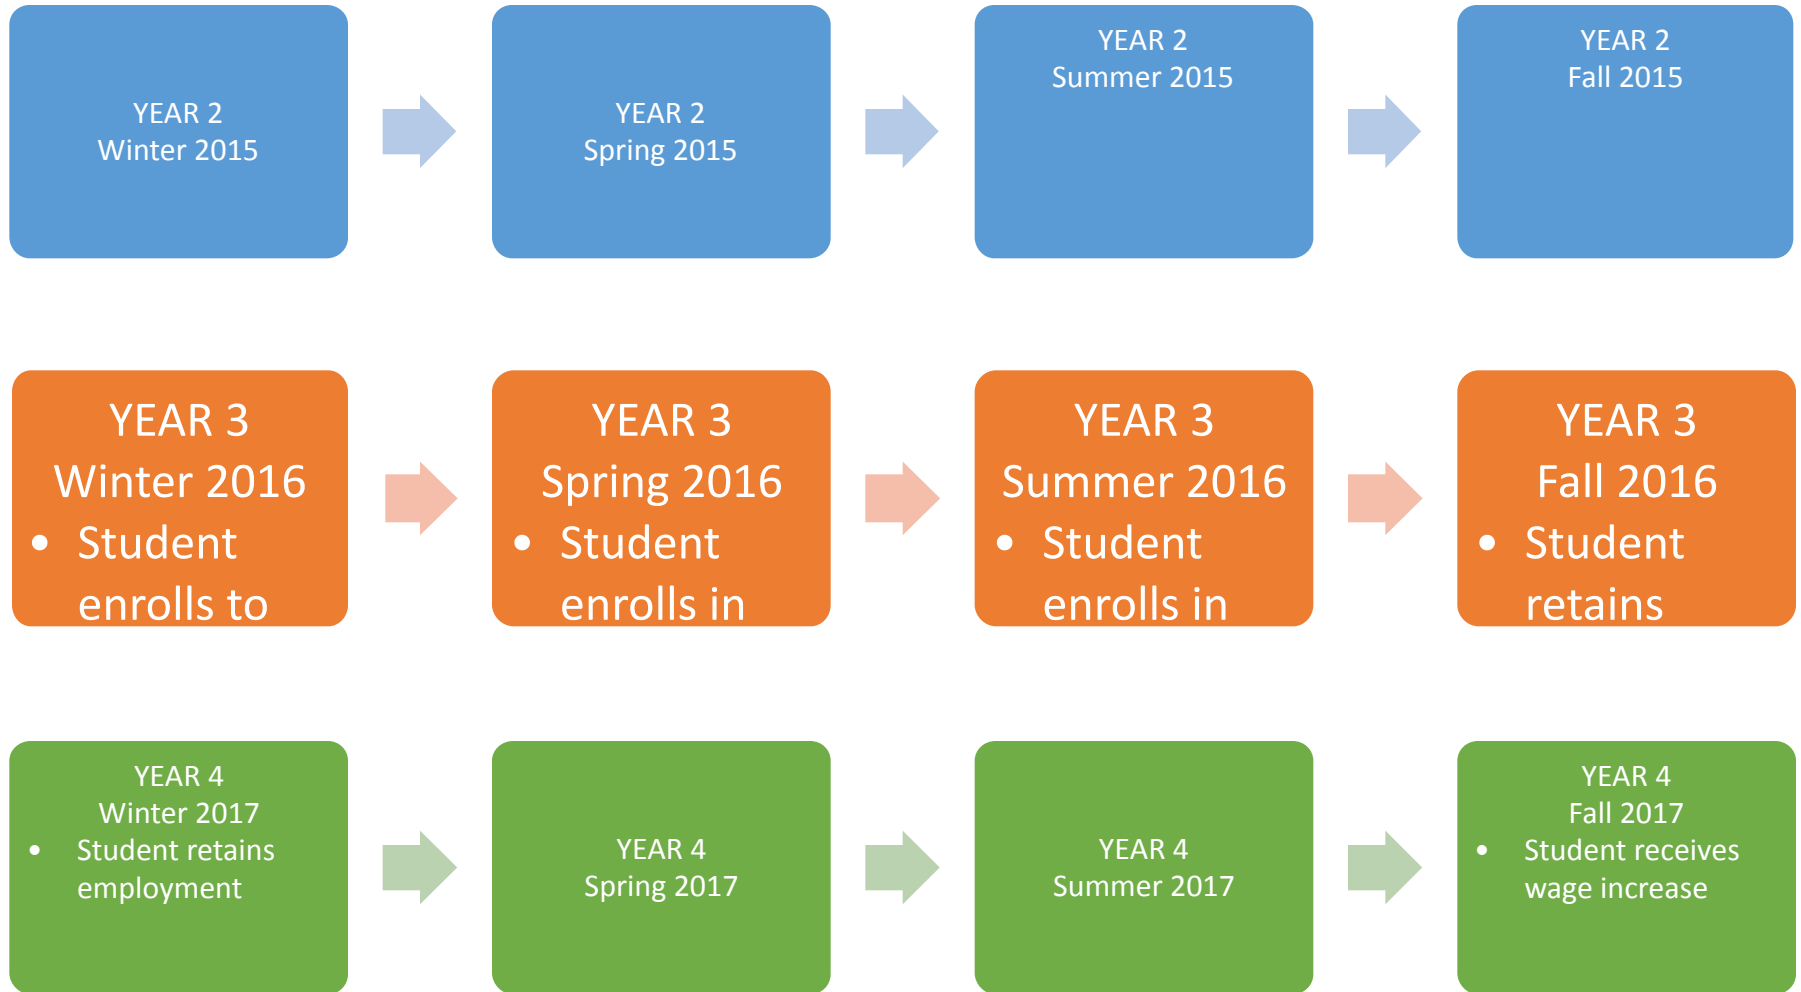 YEAR 2
Winter 2015
YEAR 2
Spring 2015
YEAR 2
Summer 2015
YEAR 2
Fall 2015
YEAR 3
Winter 2016
• Student
enrolls to
YEAR 3
Spring 2016
• Student
enrolls in
YEAR 3
Summer 2016
• Student
enrolls in
YEAR 3
Fall 2016
• Student
retains
YEAR 4
Winter 2017
• Student retains
employment
YEAR 4
Spring 2017
YEAR 4
Summer 2017
YEAR 4
Fall 2017
• Student receives
wage increase